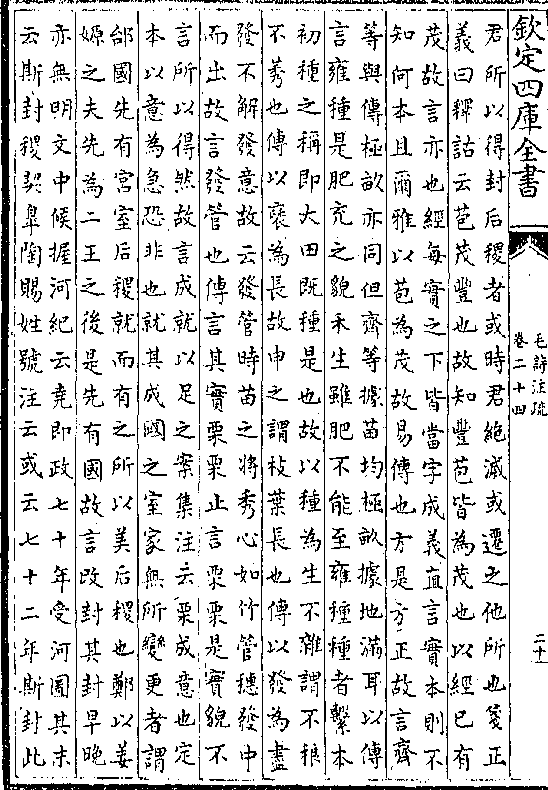 欽定四庫全書
毛詩注疏
卷二十四
二十
君所以得封后稷者或時君絶滅或遷之他所也箋正
義曰釋詁云苞茂豐也故知豐苞皆為茂也以經已有
茂故言亦也經每實之下皆當字成義直言實本則不
知何本且爾雅以苞為茂故易傳也方是方正故言齊
等與傳極畝亦同但齊等據苗均極畝據地滿耳以傳
言雍種是肥充之貌禾生雖肥不能至雍種種者繫本
初種之稱即大田既種是也故以種為生不雜謂不稂
不莠也傳以襃為長故申之謂枝葉長也傳以發為盡
發不解發意故云發管時苗之將秀心如竹管穗發中
而出故言發管也傳言其實栗栗止言栗栗是實貌不
言所以得然故言成就以足之案集注云栗成意也定
本以意為急恐非也就其成國之室家無所變更者謂
邰國先有宮室后稷就而有之所以美后稷也鄭以姜
嫄之夫先為二王之後是先有國故言改封其封早晚
亦無明文中候握河紀云堯即政七十年受河圖其末
云斯封稷契臯陶賜姓號注云或云七十二年斯封此